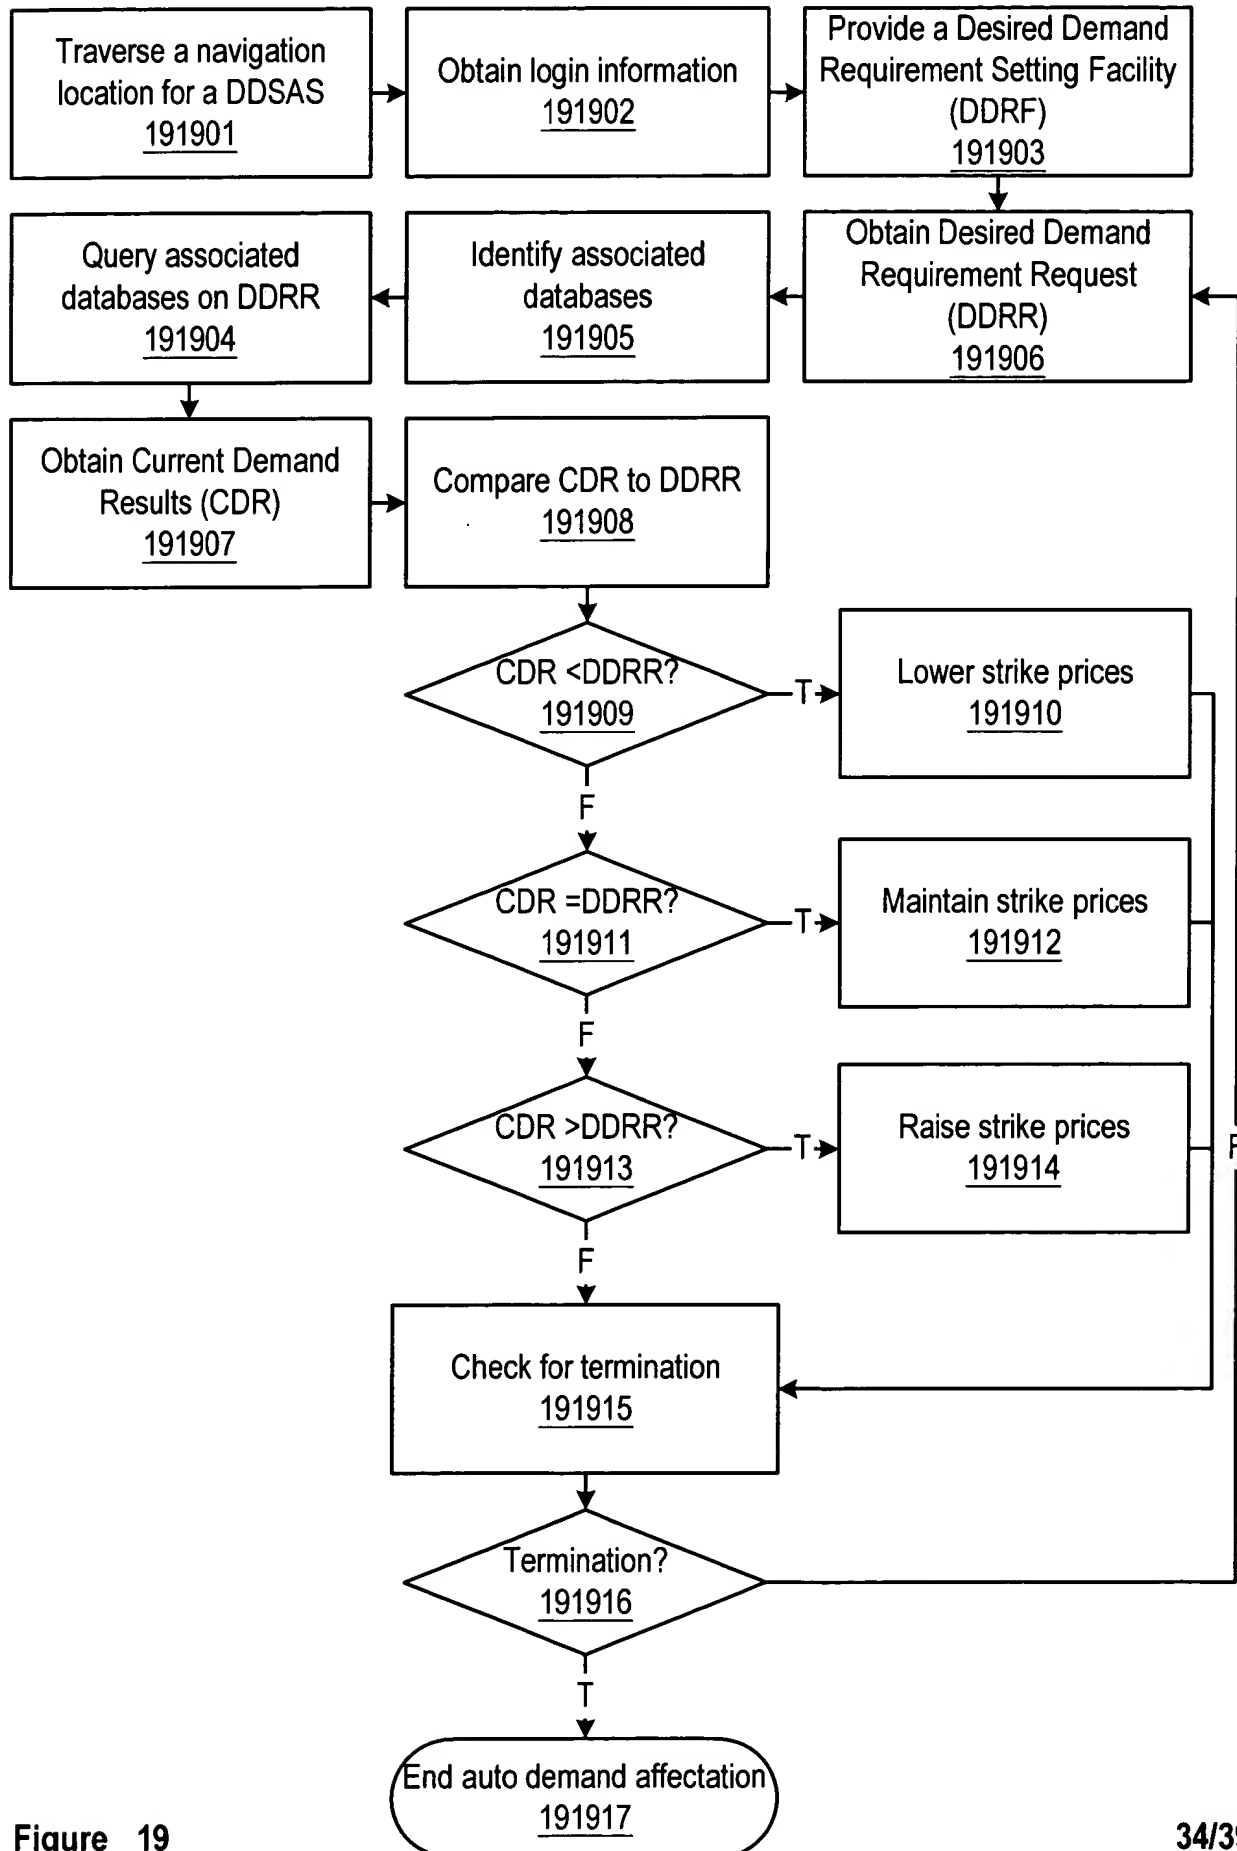 Traverse a navigation
location for a DDSAS
191901
Obtain login information
191902
Provide a Desired Demand
Requirement Setting Facility
(DDRF)
191903
Query associated
databases on DDRR
191904
Identify associated
databases
191905
Obtain Desired Demand
Requirement Request
(DDRR)
191906
Obtain Current Demand
Results (CDR)
191907
Compare CDR to DDRR
191908
CDR <DDRR?
191909
T
Lower strike prices
191910
F
CDR =DDRR?
191911
T
Maintain strike prices
191912
F
CDR >DDRR?
191913
T
Raise strike prices
191914
F
F
Check for termination
191915
Termination?
191916
T
End auto demand affectation
191917
Figure 19
34/39